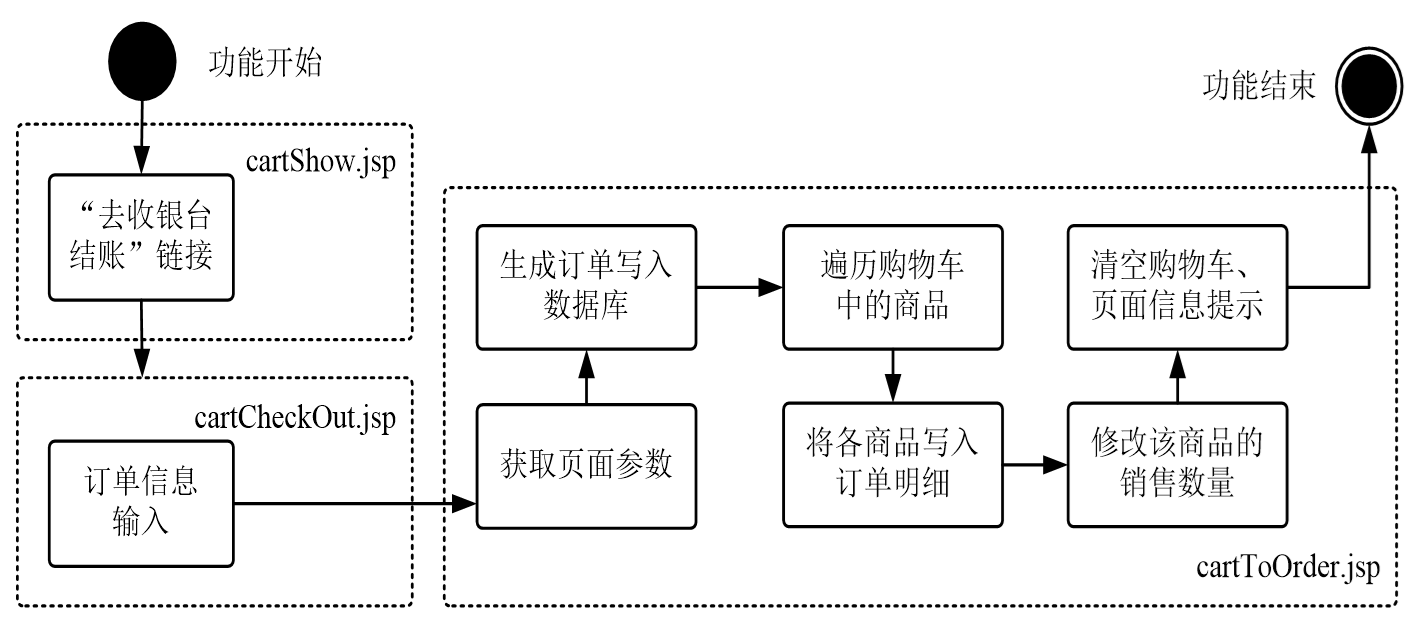 功能开始
功能结束
cartShow.jsp
“去收银台
结账”链接
cartCheckOut.jsp
订单信息
输入
获取页面参数
生成订单写入
数据库
遍历购物车
中的商品
将各商品写入
订单明细
修改该商品的
销售数量
清空购物车、
页面信息提示
cartToOrder.jsp